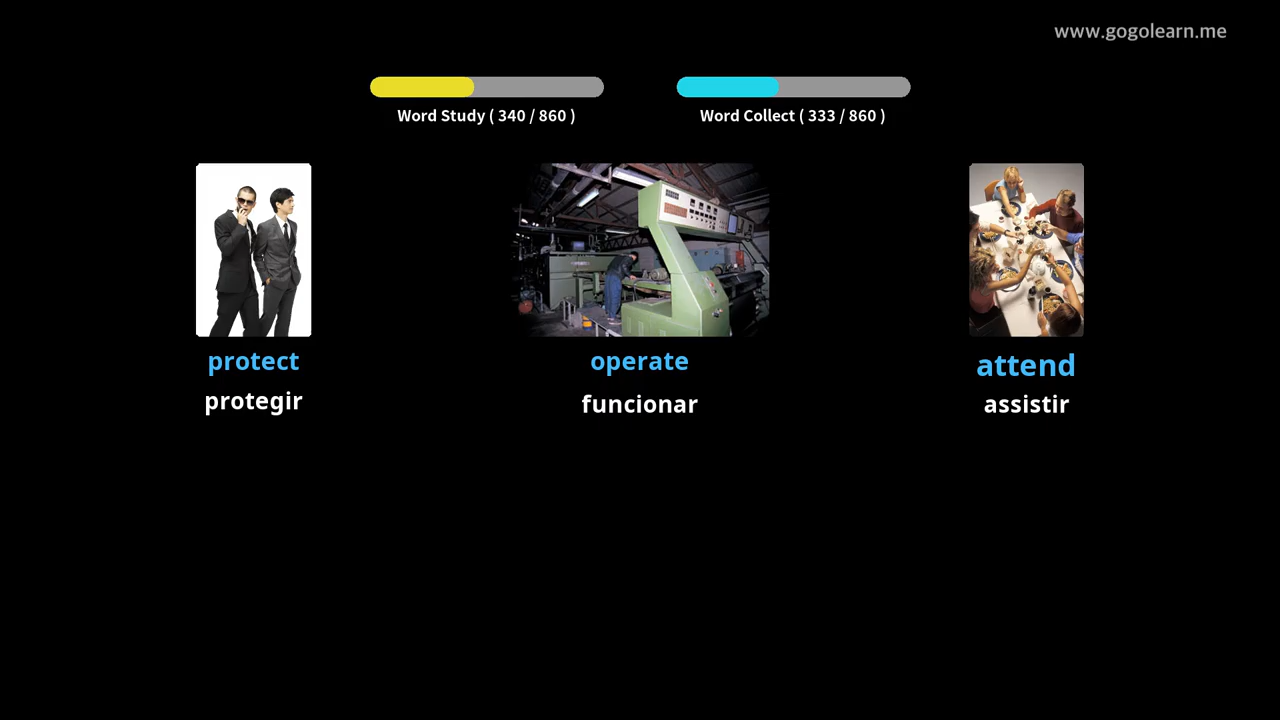 www.gogolearn.me
Word Study ( 340 / 860 )
Word Collect ( 333 / 860 )
protect
operate
attend
protegir
funcionar
assistir